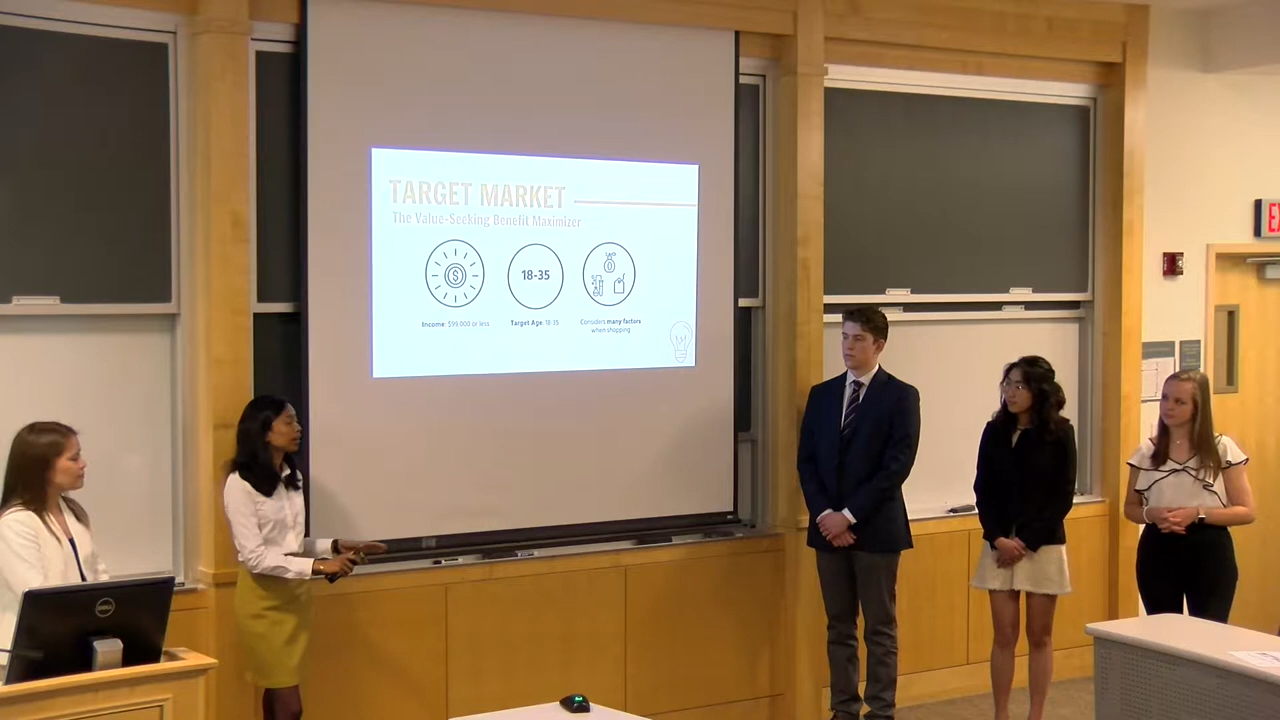 TARGET MARKET
The Value-Seeking Benefit Maximizer
$
18-35
Income: $99,000 or less
Target Age: 18-35
Considers many factors
when shopping
DELL
EX